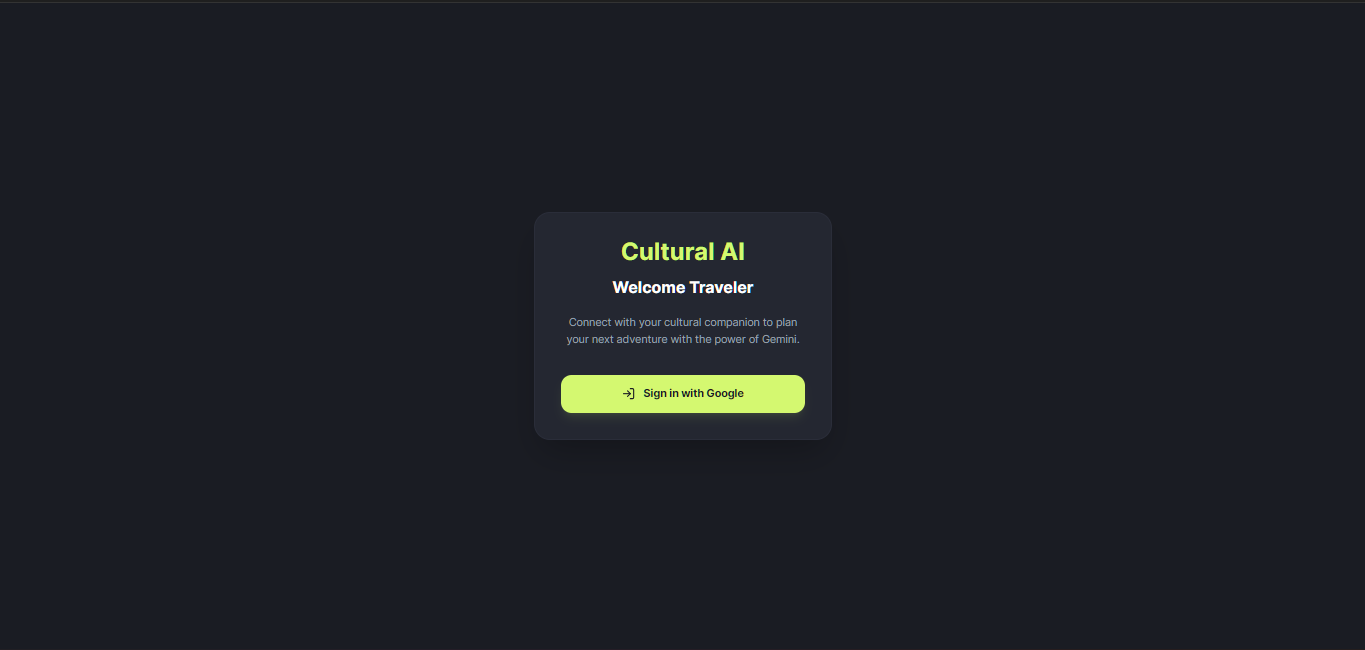 Cultural AI
Welcome Traveler
Connect with your cultural companion to plan
your next adventure with the power of Gemini.
Sign in with Google